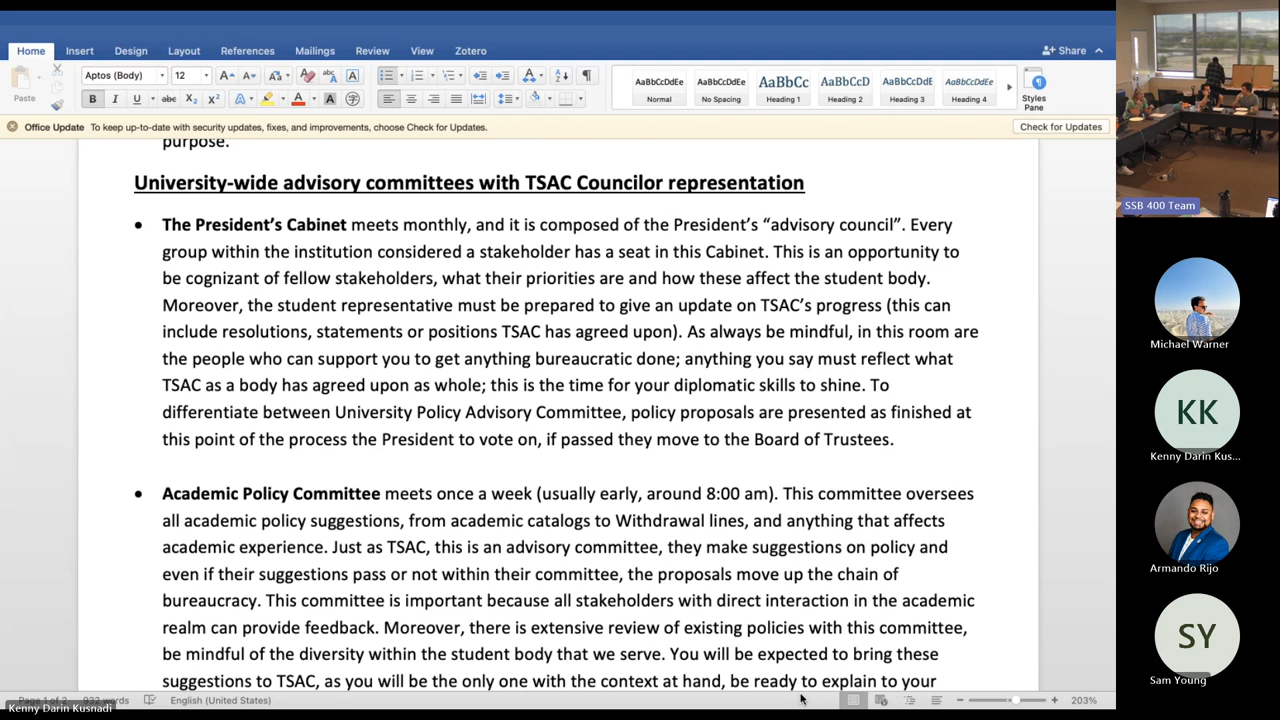 Home Insert Design Layout References Mailings Review View Zotero Share
Aptos (Body) 12
Paste
AaBbCcDdEe AaBbCcDdEe AaBbCc AaBbCcD AaBbCcDdE AaBbCcDdEe
Normal No Spacing Heading 1 Heading 2 Heading 3 Heading 4 Styles Pane
Office Update To keep up-to-date with security updates, fixes, and improvements, choose Check for Updates. Check for Updates
purpose.
University-wide advisory committees with TSAC Councilor representation
• The President’s Cabinet meets monthly, and it is composed of the President’s “advisory council”. Every
group within the institution considered a stakeholder has a seat in this Cabinet. This is an opportunity to
be cognizant of fellow stakeholders, what their priorities are and how these affect the student body.
Moreover, the student representative must be prepared to give an update on TSAC’s progress (this can
include resolutions, statements or positions TSAC has agreed upon). As always be mindful, in this room are
the people who can support you to get anything bureaucratic done; anything you say must reflect what
TSAC as a body has agreed upon as whole; this is the time for your diplomatic skills to shine. To
differentiate between University Policy Advisory Committee, policy proposals are presented as finished at
this point of the process the President to vote on, if passed they move to the Board of Trustees.
• Academic Policy Committee meets once a week (usually early, around 8:00 am). This committee oversees
all academic policy suggestions, from academic catalogs to Withdrawal lines, and anything that affects
academic experience. Just as TSAC, this is an advisory committee, they make suggestions on policy and
even if their suggestions pass or not within their committee, the proposals move up the chain of
bureaucracy. This committee is important because all stakeholders with direct interaction in the academic
realm can provide feedback. Moreover, there is extensive review of existing policies with this committee,
be mindful of the diversity within the student body that we serve. You will be expected to bring these
suggestions to TSAC, as you will be the only one with the context at hand, be ready to explain to your
Page 1 of 2 932 words English (United States) 203%
Kenny Darin Kusnadi
SSB 400 Team
Michael Warner
KK
Kenny Darin Kus...
Armando Rijo
SY
Sam Young